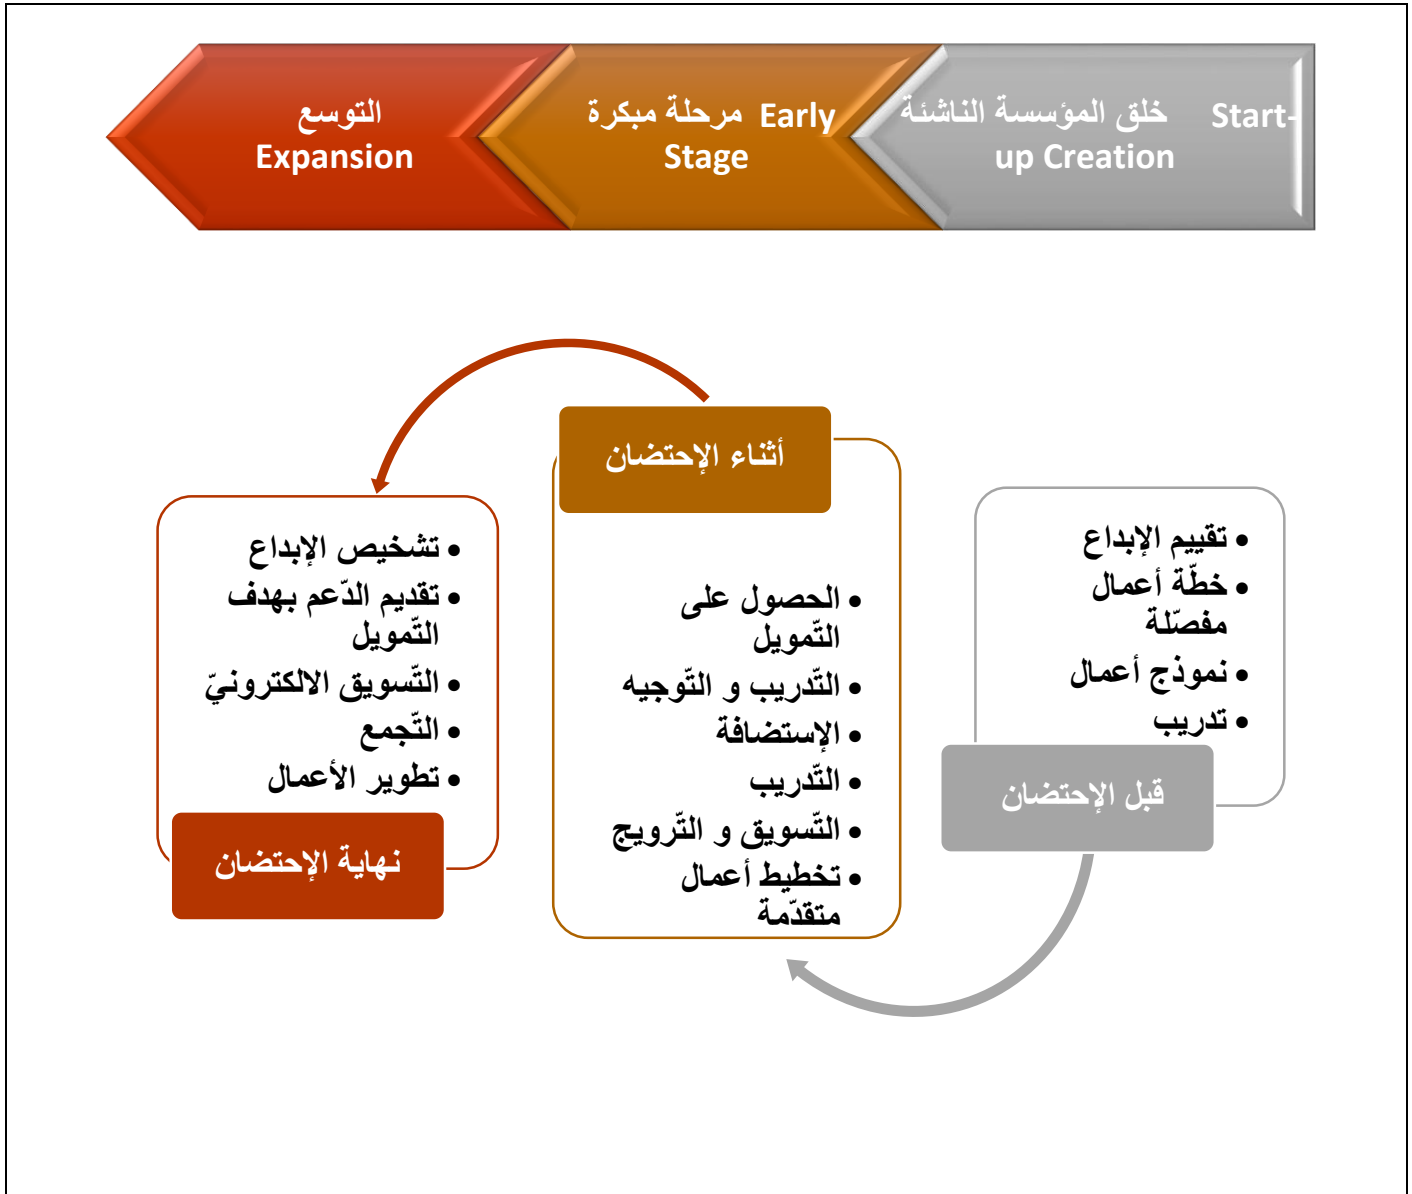 خلق المؤسسة الناشئة Start-
up Creation
مرحلة مبكرة Early
Stage
التوسع
Expansion
• تقييم الإبداع
• خطّة أعمال
مفصّلة
• نموذج أعمال
• تدريب
قبل الإحتضان
أثناء الإحتضان
• الحصول على
التّمويل
• التّدريب و التّوجيه
• الإستضافة
• التّدريب
• التّسويق و التّرويج
• تخطيط أعمال
متقدّمة
• تشخيص الإبداع
• تقديم الدّعم بهدف
التّمويل
• التّسويق الالكترونيّ
• التّجمع
• تطوير الأعمال
نهاية الإحتضان